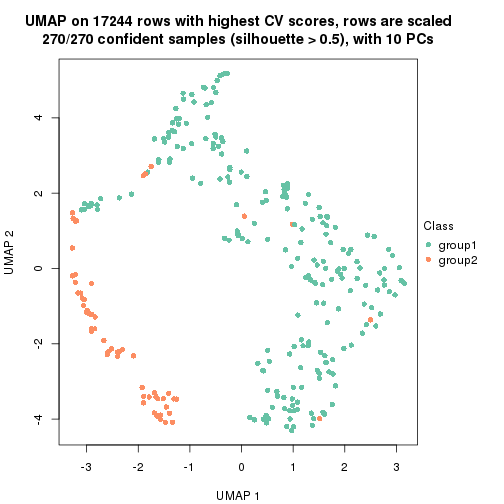 UMAP on 17244 rows with highest CV scores, rows are scaled
270/270 confident samples (silhouette > 0.5), with 10 PCs
4
2
0
-2
-4
UMAP 2
-3 -2 -1 0 1 2 3
UMAP 1
Class
group1
group2